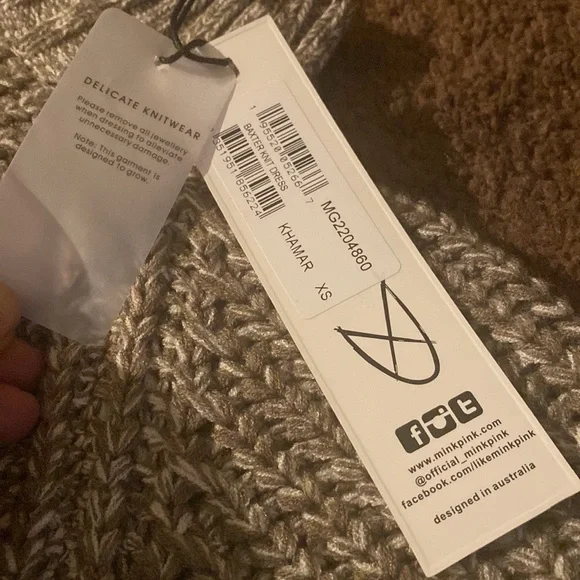 DELICATE KNITWEAR
Please remove all jewellery
when dressing to alleviate
unnecessary damage.
Note: This garment is
designed to grow.
BAXTER KNIT DRESS
MG2204860
KHAMAR XS
www.minkpink.com
@official_minkpink
facebook.com/likeminkpink
designed in australia